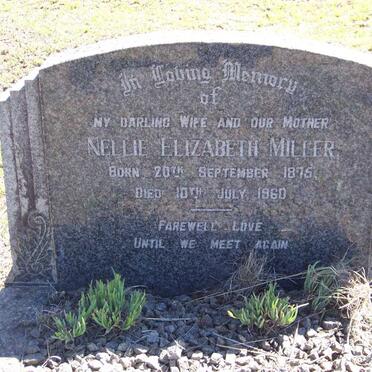 In Loving Memory
of
MY DARLING WIFE AND OUR MOTHER
NELLIE ELIZABETH MILLER
BORN 20TH SEPTEMBER 1875.
DIED 10TH JULY 1960.
FAREWELL LOVE
UNTIL WE MEET AGAIN